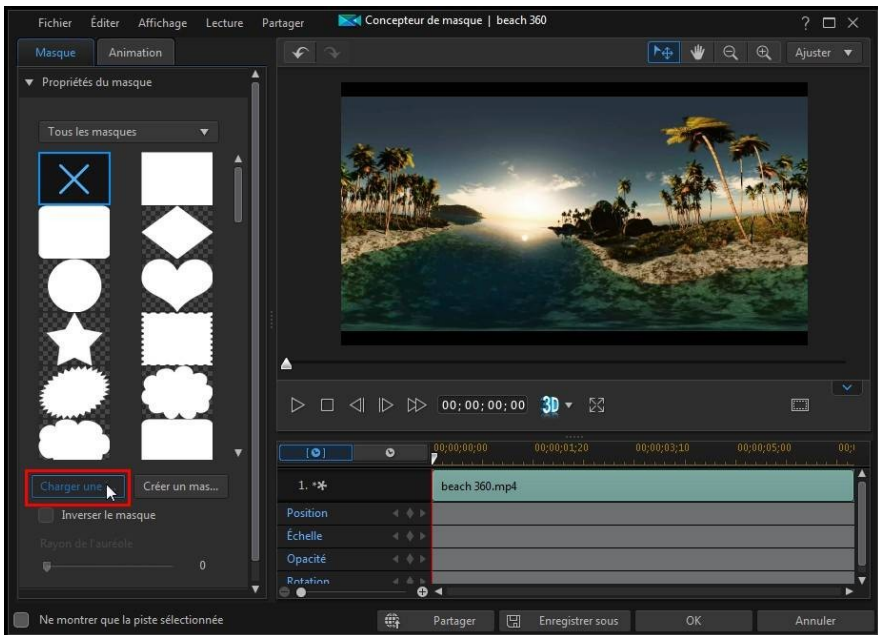 Fichier Éditer Affichage Lecture Partager Concepteur de masque | beach 360 ?
Masque Animation
Ajuster
Propriétés du masque
Tous les masques
00;00;00;00 3D
00;00;00;00 00;00;01;20 00;00;03;10 00;00;05;00
1. beach 360.mp4
Charger une Créer un mas...
Inverser le masque
Position
Échelle
Rayon de l'auréole
0
Opacité
Rotation
Ne montrer que la piste sélectionnée Partager Enregistrer sous OK Annuler